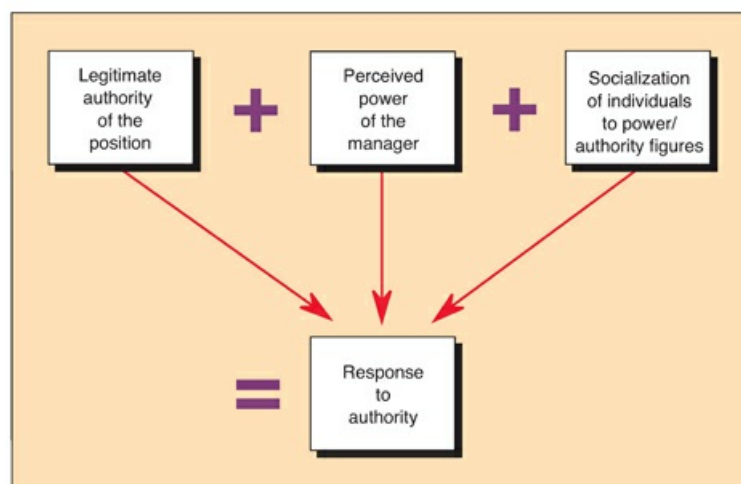 Legitimate
authority
of the
position
+
Perceived
power
of the
manager
+
Socialization
of individuals
to power/
authority figures
=
Response
to
authority